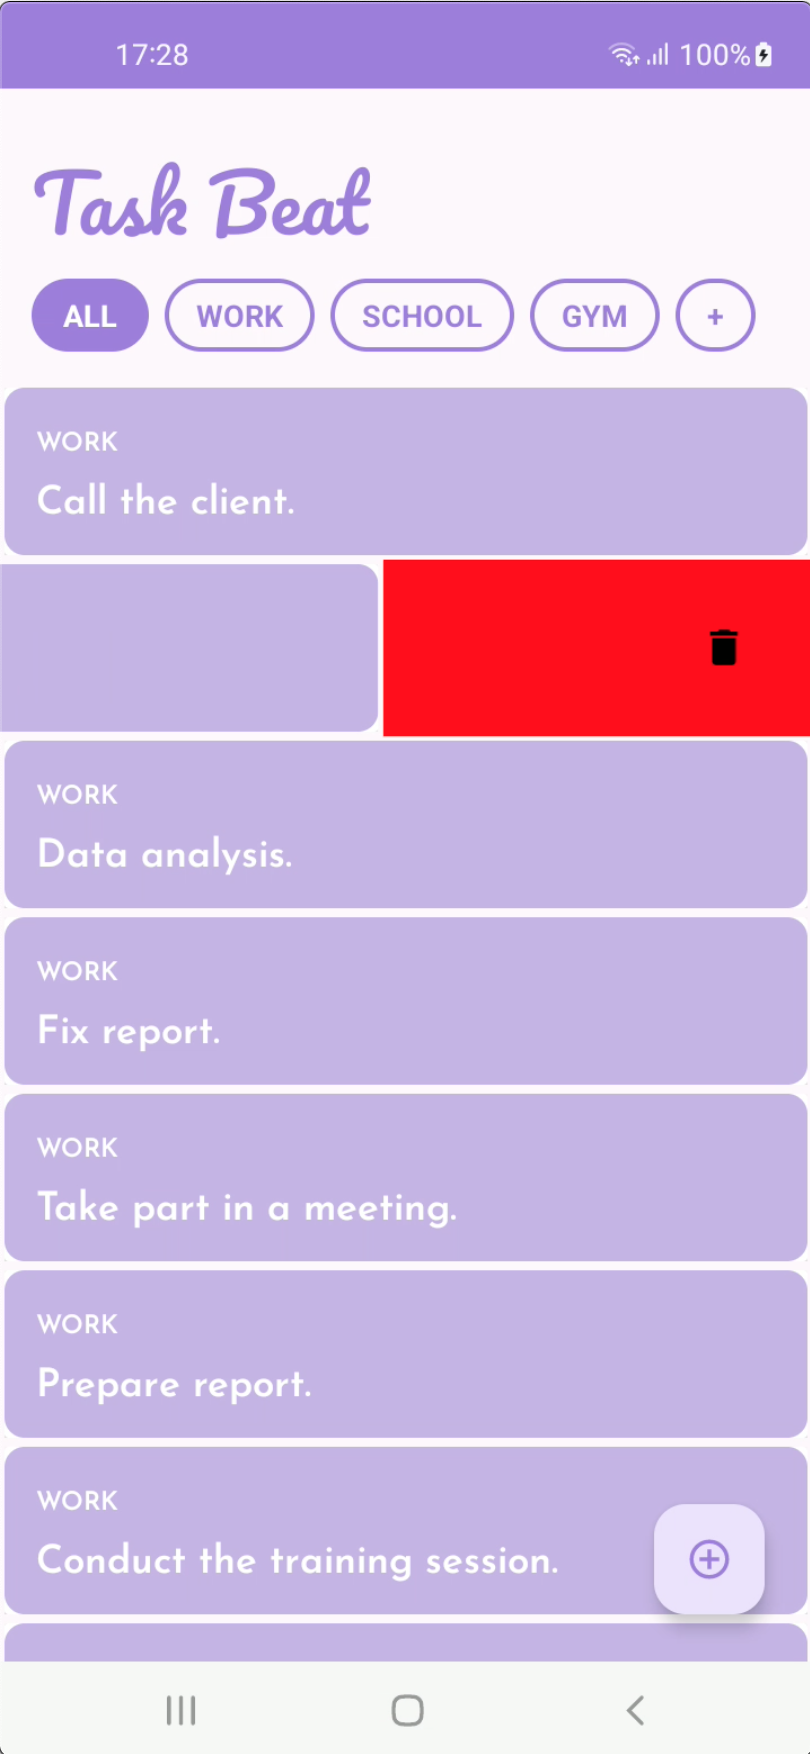 17:28
100%
Task Beat
ALL
WORK
SCHOOL
GYM
+
WORK
Call the client.
WORK
Data analysis.
WORK
Fix report.
WORK
Take part in a meeting.
WORK
Prepare report.
WORK
Conduct the training session.